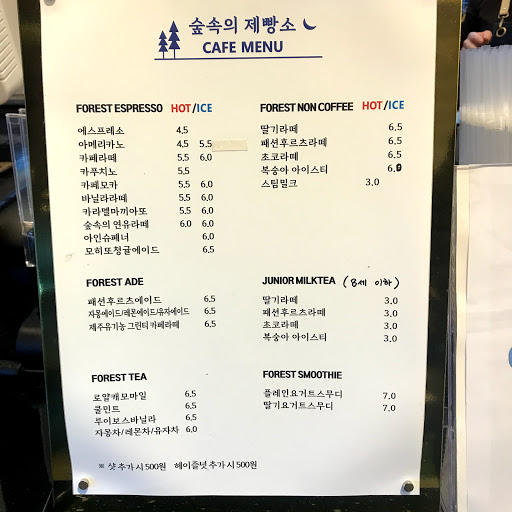 숲속의 제빵소
CAFE MENU
FOREST ESPRESSO HOT/ICE
에스프레소 4.5
아메리카노 4.5 5.5
카페라떼 5.5 6.0
카푸치노 5.5
카페모카 5.5 6.0
바닐라라떼 5.5 6.0
카라멜마끼아또 5.5 6.0
숲속의 연유라떼 6.0 6.0
아인슈페너 6.0
모히또청귤에이드 6.5
FOREST NON COFFEE HOT/ICE
딸기라떼 6.5
패션후르츠라떼 6.5
초코라떼 6.5
복숭아 아이스티 6.0
스팀밀크 3.0
FOREST ADE
패션후르츠에이드 6.5
자몽에이드/레몬에이드/유자에이드 6.5
제주유기농 그린티 카페라떼 6.5
JUNIOR MILKTEA (8세 이하)
딸기라떼 3.0
패션후르츠라떼 3.0
초코라떼 3.0
복숭아 아이스티 3.0
FOREST TEA
로얄캐모마일 6.5
쿨민트 6.5
루이보스바닐라 6.5
자몽차/레몬차/유자차 6.0
FOREST SMOOTHIE
플레인요거트스무디 7.0
딸기요거트스무디 7.0
※ 샷 추가 시 500원 헤이즐넛 추가 시 500원